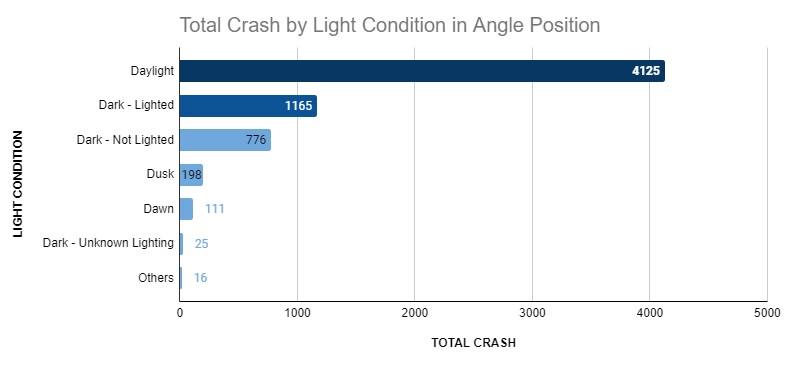 Total Crash by Light Condition in Angle Position
LIGHT CONDITION
Daylight 4125
Dark - Lighted 1165
Dark - Not Lighted 776
Dusk 198
Dawn 111
Dark - Unknown Lighting 25
Others 16
0 1000 2000 3000 4000 5000
TOTAL CRASH